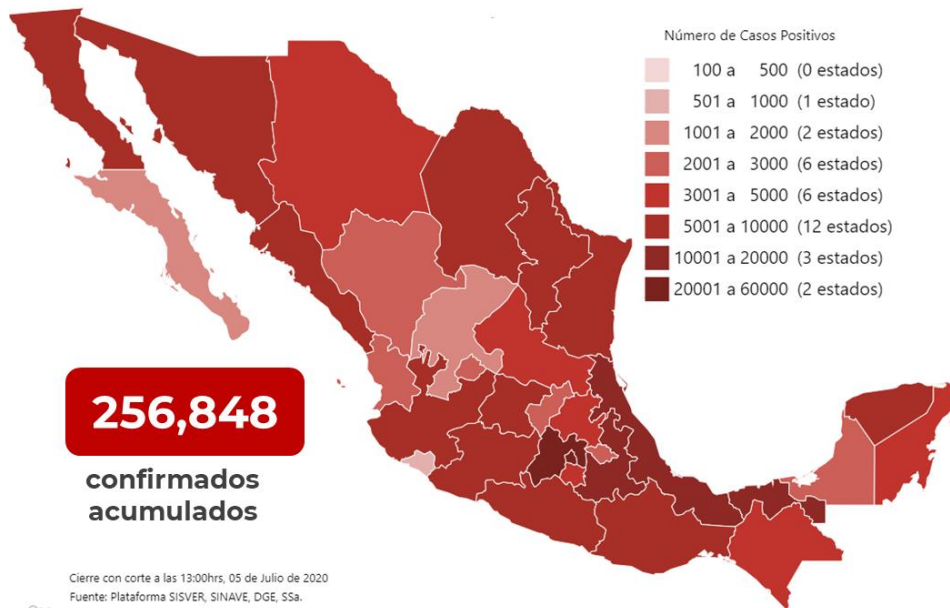 Número de Casos Positivos
100 a 500 (0 estados)
501 a 1000 (1 estado)
1001 a 2000 (2 estados)
2001 a 3000 (6 estados)
3001 a 5000 (6 estados)
5001 a 10000 (12 estados)
10001 a 20000 (3 estados)
20001 a 60000 (2 estados)
256,848
confirmados
acumulados
Cierre con corte a las 13:00hrs, 05 de Julio de 2020
Fuente: Plataforma SISVER, SINAVE, DGE, SSa.